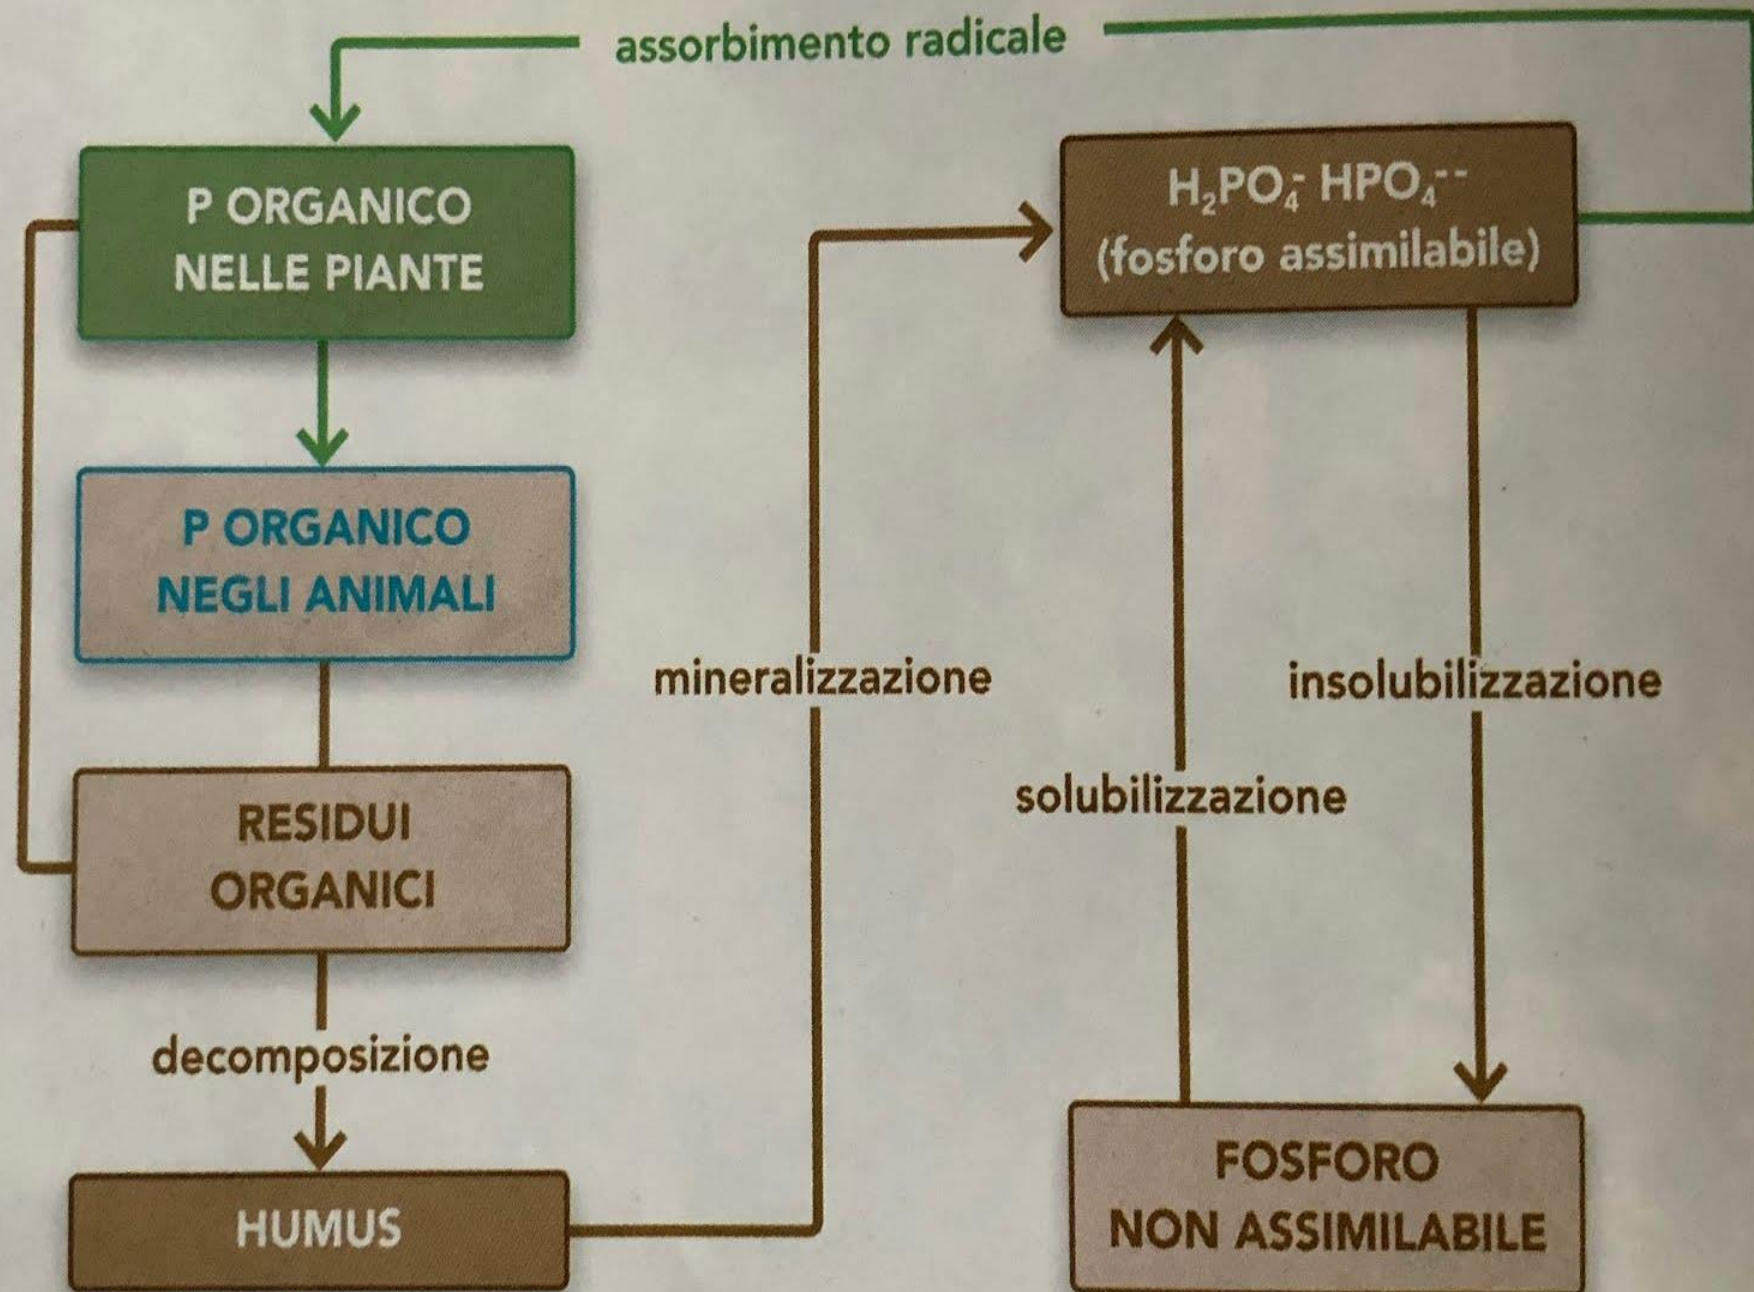 assorbimento radicale
P ORGANICO
NELLE PIANTE
H₂PO₄⁻ HPO₄⁻⁻
(fosforo assimilabile)
P ORGANICO
NEGLI ANIMALI
mineralizzazione
insolubilizzazione
solubilizzazione
RESIDUI
ORGANICI
decomposizione
HUMUS
FOSFORO
NON ASSIMILABILE